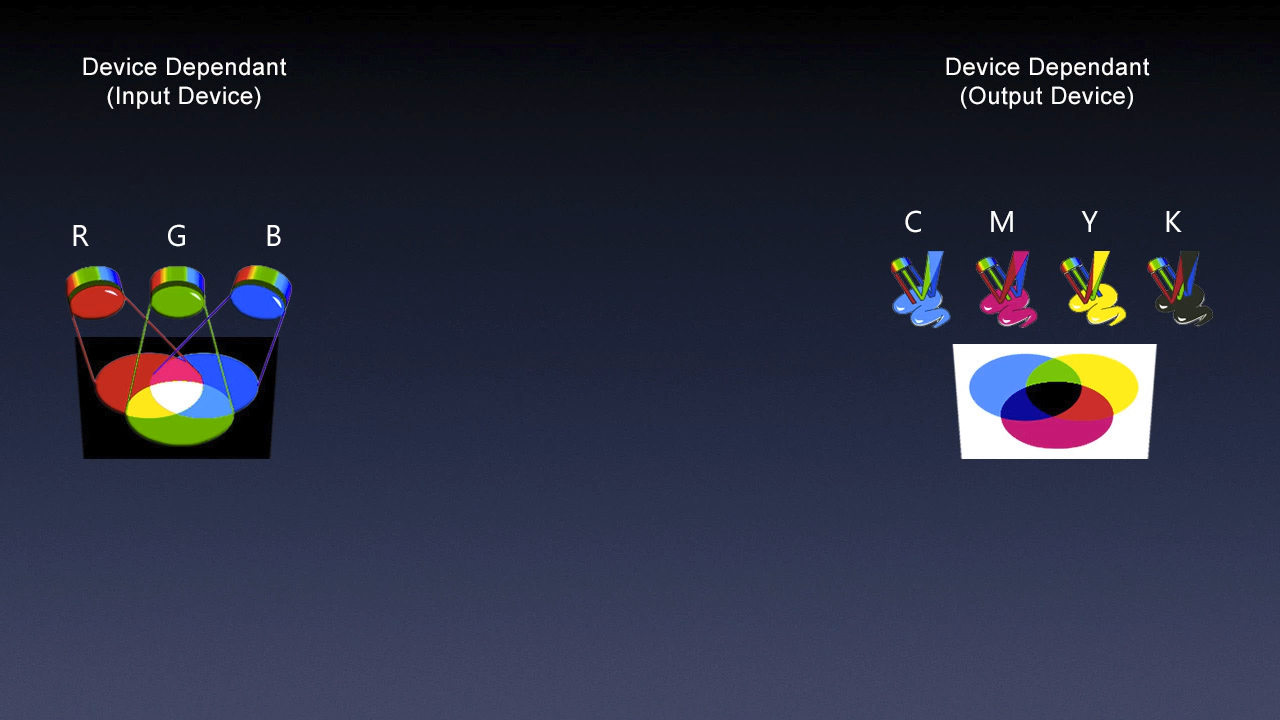 Device Dependant
(Input Device)
R G B
Device Dependant
(Output Device)
C M Y K